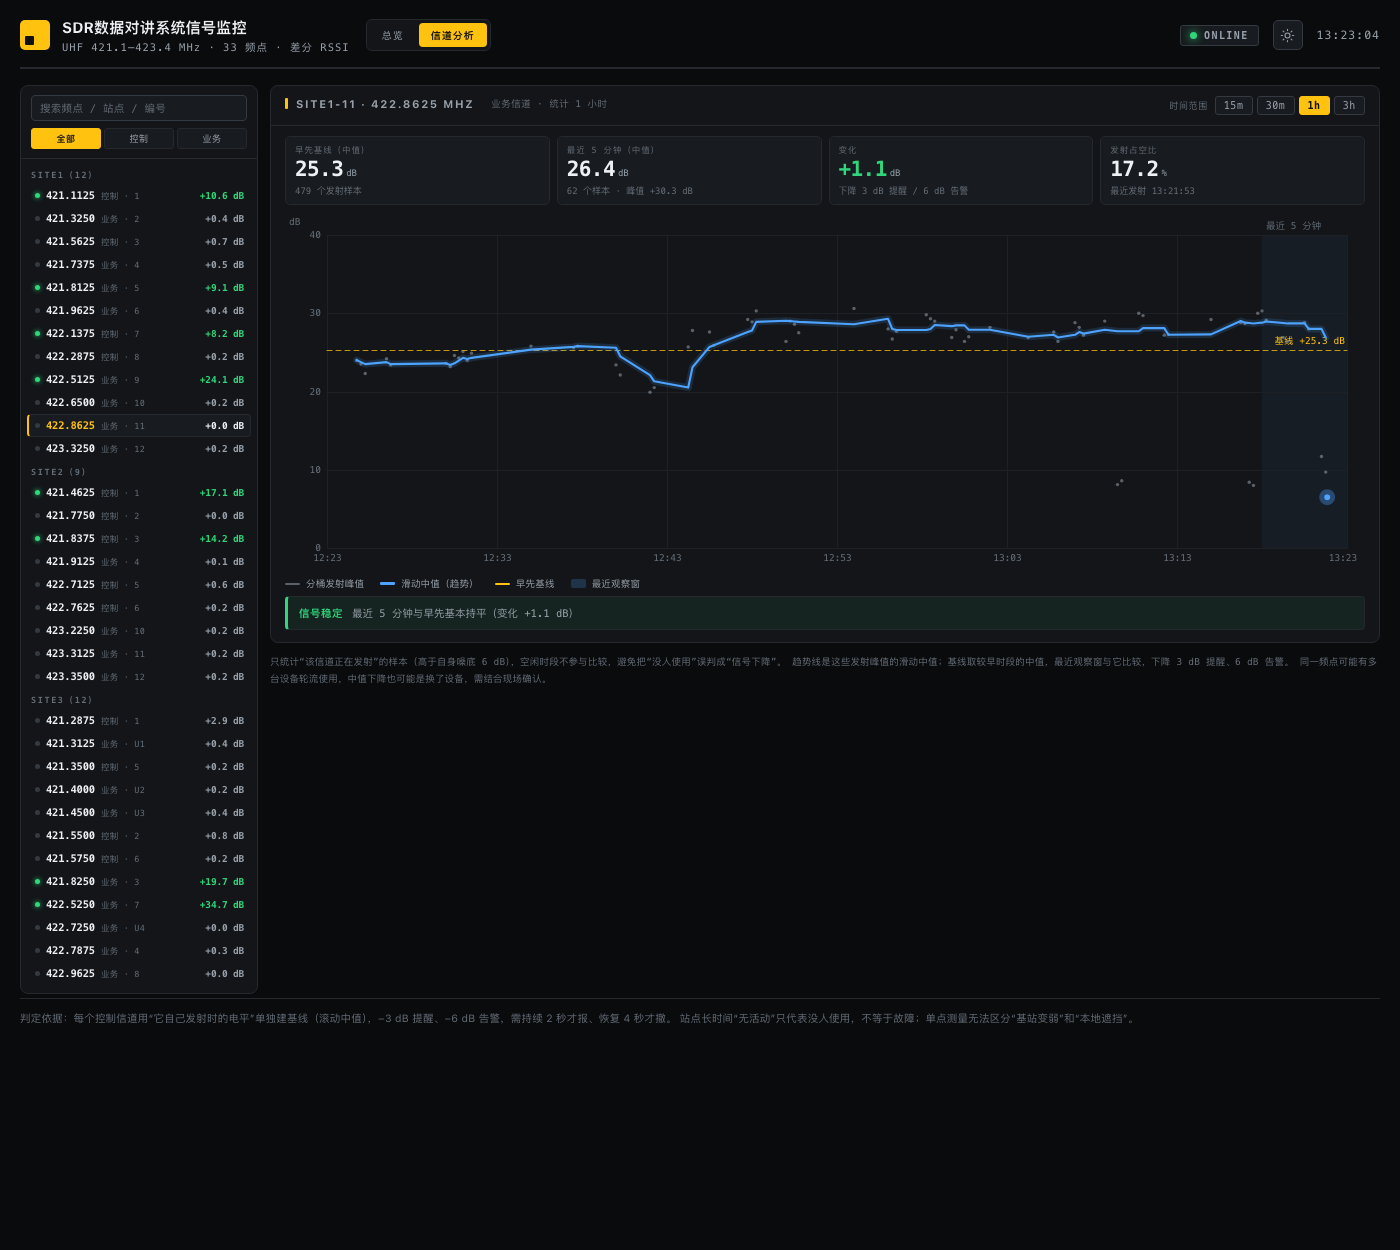 SDR数据对讲系统信号监控
UHF 421.1–423.4 MHz · 33 频点 · 差分 RSSI
总览
信道分析
ONLINE
13:23:04
搜索频点 / 站点 / 编号
全部
控制
业务
SITE1 (12)
421.1125 控制 · 1 +10.6 dB
421.3250 业务 · 2 +0.4 dB
421.5625 控制 · 3 +0.7 dB
421.7375 业务 · 4 +0.5 dB
421.8125 业务 · 5 +9.1 dB
421.9625 业务 · 6 +0.4 dB
422.1375 控制 · 7 +8.2 dB
422.2875 控制 · 8 +0.2 dB
422.5125 业务 · 9 +24.1 dB
422.6500 业务 · 10 +0.2 dB
422.8625 业务 · 11 +0.0 dB
423.3250 业务 · 12 +0.2 dB
SITE2 (9)
421.4625 控制 · 1 +17.1 dB
421.7750 控制 · 2 +0.0 dB
421.8375 控制 · 3 +14.2 dB
421.9125 业务 · 4 +0.1 dB
422.7125 控制 · 5 +0.6 dB
422.7625 控制 · 6 +0.2 dB
423.2250 业务 · 10 +0.2 dB
423.3125 业务 · 11 +0.2 dB
423.3500 业务 · 12 +0.2 dB
SITE3 (12)
421.2875 控制 · 1 +2.9 dB
421.3125 业务 · U1 +0.4 dB
421.3500 控制 · 5 +0.2 dB
421.4000 业务 · U2 +0.2 dB
421.4500 业务 · U3 +0.4 dB
421.5500 控制 · 2 +0.8 dB
421.5750 控制 · 6 +0.2 dB
421.8250 业务 · 3 +19.7 dB
422.5250 业务 · 7 +34.7 dB
422.7250 业务 · U4 +0.0 dB
422.7875 业务 · 4 +0.3 dB
422.9625 业务 · 8 +0.0 dB
SITE1-11 · 422.8625 MHZ
业务信道 · 统计 1 小时
时间范围
15m
30m
1h
3h
早先基线 (中值)
25.3 dB
479 个发射样本
最近 5 分钟 (中值)
26.4 dB
62 个样本 · 峰值 +30.3 dB
变化
+1.1 dB
下降 3 dB 提醒 / 6 dB 告警
发射占空比
17.2 %
最近发射 13:21:53
dB
最近 5 分钟
40
30
基线 +25.3 dB
20
10
0
12:23
12:33
12:43
12:53
13:03
13:13
13:23
分桶发射峰值
滑动中值 (趋势)
早先基线
最近观察窗
信号稳定 最近 5 分钟与早先基本持平 (变化 +1.1 dB)
只统计“该信道正在发射”的样本 (高于自身噪底 6 dB)，空闲时段不参与比较，避免把“没人使用”误判成“信号下降”。 趋势线是这些发射峰值的滑动中值；基线取较早时段的中值，最近观察窗与它比较，下降 3 dB 提醒、6 dB 告警。 同一频点可能有多
台设备轮流使用，中值下降也可能是换了设备，需结合现场确认。
判定依据：每个控制信道用“它自己发射时的电平”单独建基线（滚动中值），−3 dB 提醒、−6 dB 告警，需持续 2 秒才报、恢复 4 秒才撤。 站点长时间“无活动”只代表没人使用，不等于故障；单点测量无法区分“基站变弱”和“本地遮挡”。